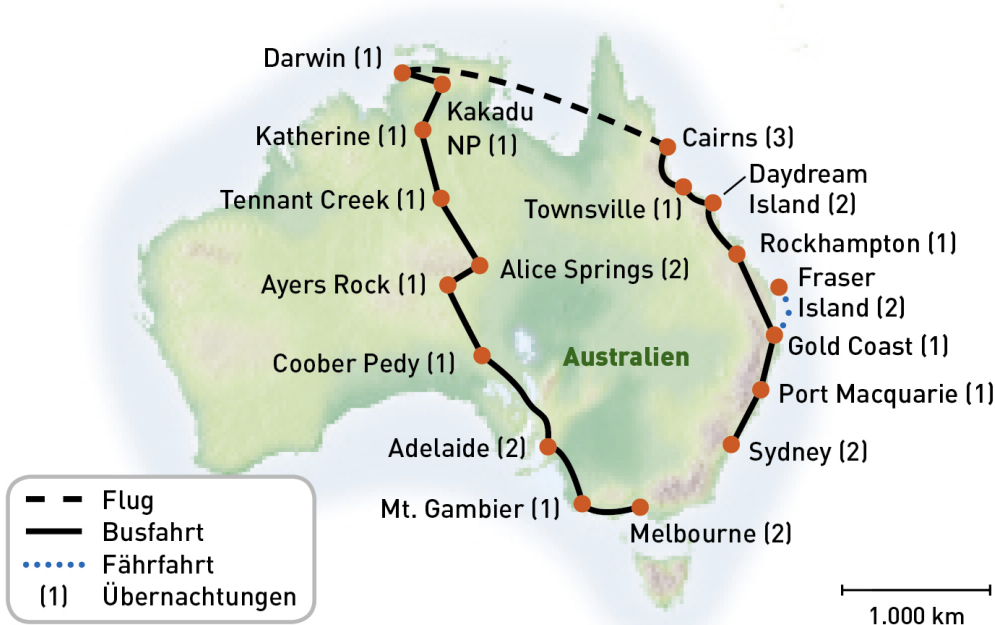 Darwin (1)
Kakadu
NP (1)
Katherine (1)
Cairns (3)
Daydream
Island (2)
Tennant Creek (1)
Townsville (1)
Rockhampton (1)
Alice Springs (2)
Ayers Rock (1)
Fraser
Island (2)
Gold Coast (1)
Coober Pedy (1)
Australien
Port Macquarie (1)
Adelaide (2)
Sydney (2)
Mt. Gambier (1)
Melbourne (2)
Flug
Busfahrt
Fährfahrt
(1) Übernachtungen
1.000 km